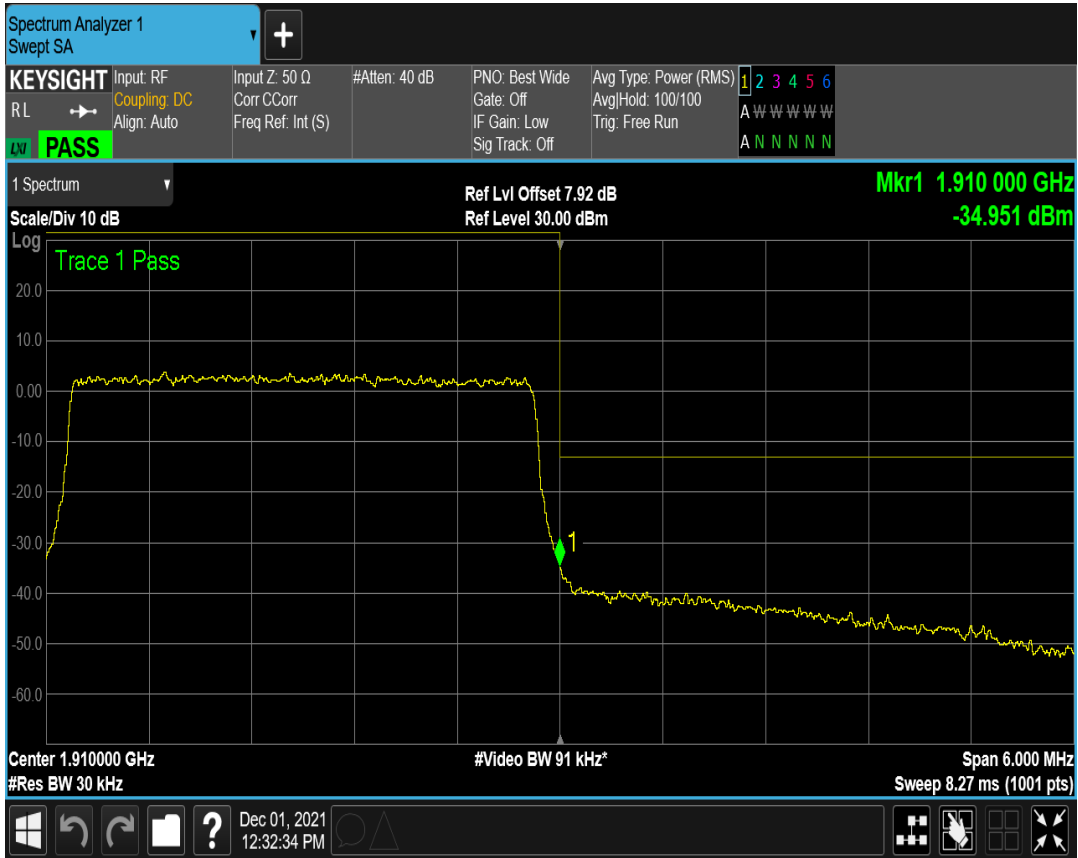 Spectrum Analyzer 1
Swept SA
KEYSIGHT
R L
LXI
PASS
Input: RF
Coupling: DC
Align: Auto
Input Z: 50 Ω
Corr CCorr
Freq Ref: Int (S)
#Atten: 40 dB
PNO: Best Wide
Gate: Off
IF Gain: Low
Sig Track: Off
Avg Type: Power (RMS)
Avg|Hold: 100/100
Trig: Free Run
1 2 3 4 5 6
A W W W W W
A N N N N N
1 Spectrum
Scale/Div 10 dB
Ref Lvl Offset 7.92 dB
Ref Level 30.00 dBm
Mkr1 1.910 000 GHz
-34.951 dBm
Log
Trace 1 Pass
20.0
10.0
0.00
-10.0
-20.0
-30.0
-40.0
-50.0
-60.0
1
Center 1.910000 GHz
#Res BW 30 kHz
#Video BW 91 kHz*
Span 6.000 MHz
Sweep 8.27 ms (1001 pts)
?
Dec 01, 2021
12:32:34 PM